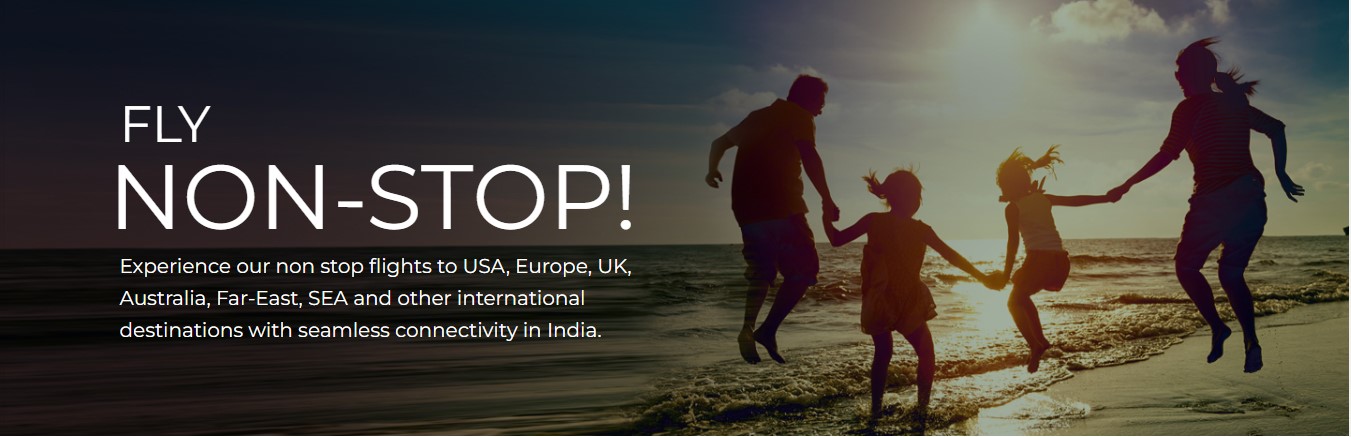 FLY
NON-STOP!
Experience our non stop flights to USA, Europe, UK,
Australia, Far-East, SEA and other international
destinations with seamless connectivity in India.